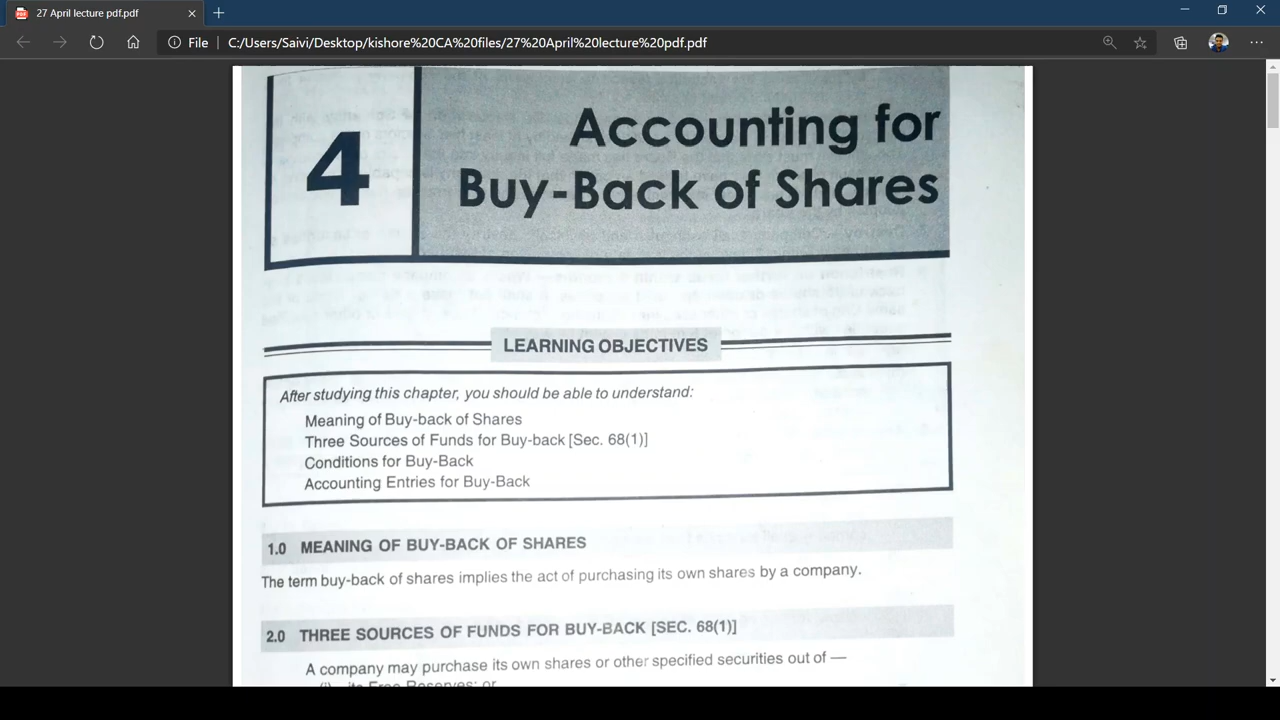 27 April lecture pdf.pdf
File
C:/Users/Saivi/Desktop/kishore%20CA%20files/27%20April%20lecture%20pdf.pdf
4
Accounting for
Buy-Back of Shares
LEARNING OBJECTIVES
After studying this chapter, you should be able to understand:
Meaning of Buy-back of Shares
Three Sources of Funds for Buy-back [Sec. 68(1)]
Conditions for Buy-Back
Accounting Entries for Buy-Back
1.0 MEANING OF BUY-BACK OF SHARES
The term buy-back of shares implies the act of purchasing its own shares by a company.
2.0 THREE SOURCES OF FUNDS FOR BUY-BACK [SEC. 68(1)]
A company may purchase its own shares or other specified securities out of —
(i) its Free Reserves; or